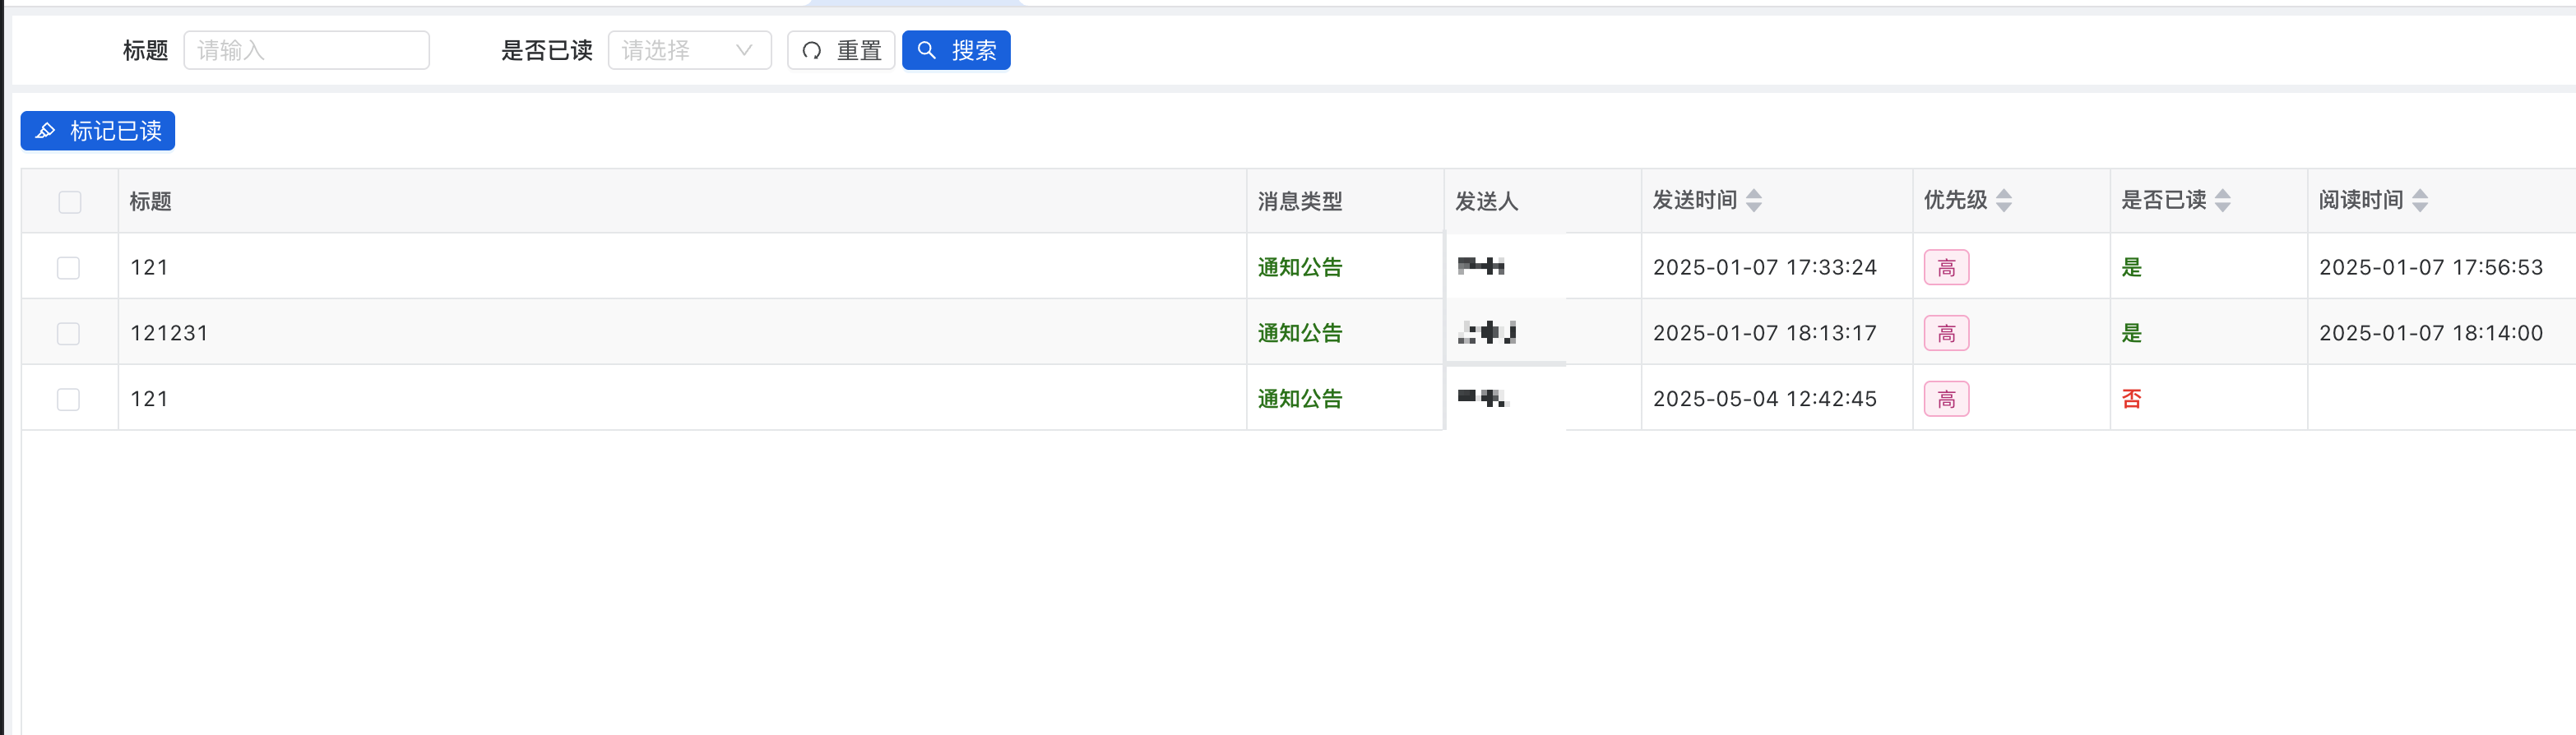 标题 请输入 是否已读 请选择 重置 搜索
标记已读
标题 消息类型 发送人 发送时间 优先级 是否已读 阅读时间
121 通知公告 2025-01-07 17:33:24 高 是 2025-01-07 17:56:53
121231 通知公告 2025-01-07 18:13:17 高 是 2025-01-07 18:14:00
121 通知公告 2025-05-04 12:42:45 高 否